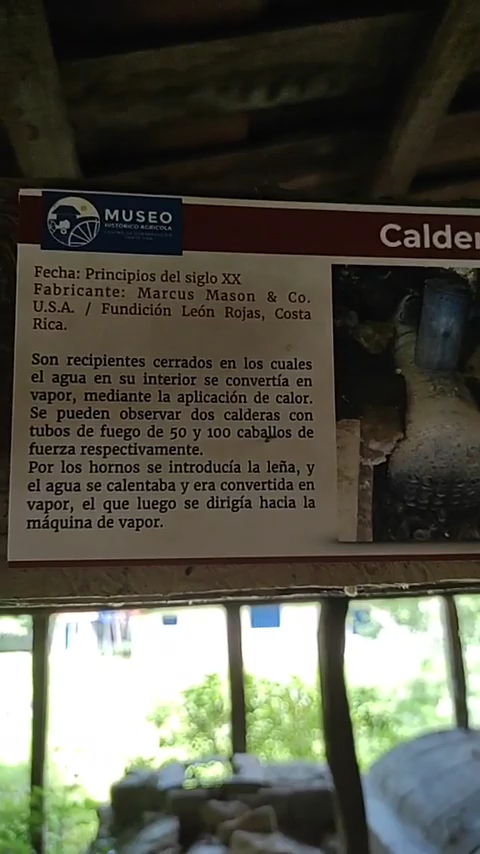 MUSEO
HISTÓRICO AGRÍCOLA
Calder
Fecha: Principios del siglo XX
Fabricante: Marcus Mason & Co.
U.S.A. / Fundición León Rojas, Costa
Rica.
Son recipientes cerrados en los cuales
el agua en su interior se convertía en
vapor, mediante la aplicación de calor.
Se pueden observar dos calderas con
tubos de fuego de 50 y 100 caballos de
fuerza respectivamente.
Por los hornos se introducía la leña, y
el agua se calentaba y era convertida en
vapor, el que luego se dirigía hacia la
máquina de vapor.